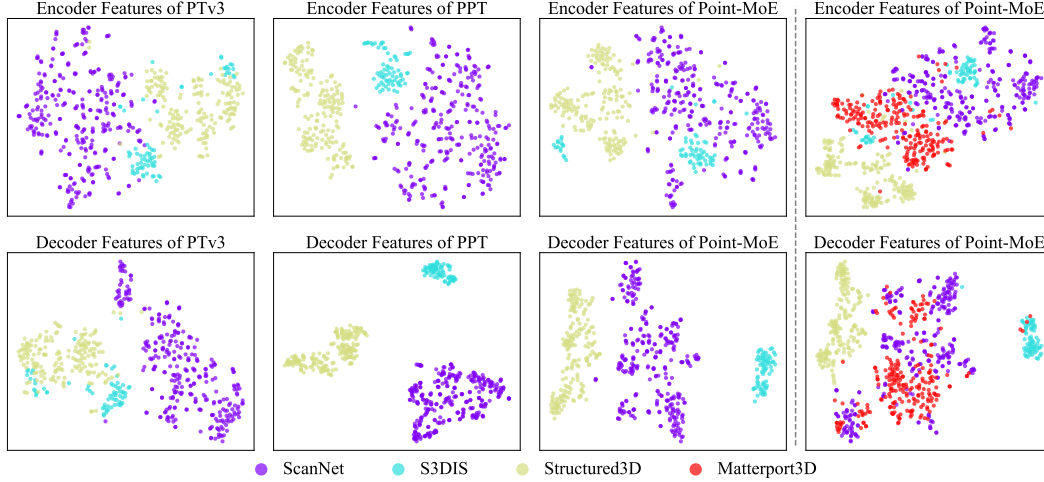 Encoder Features of PTv3
Encoder Features of PPT
Encoder Features of Point-MoE
Encoder Features of Point-MoE
Decoder Features of PTv3
Decoder Features of PPT
Decoder Features of Point-MoE
Decoder Features of Point-MoE
ScanNet
S3DIS
Structured3D
Matterport3D